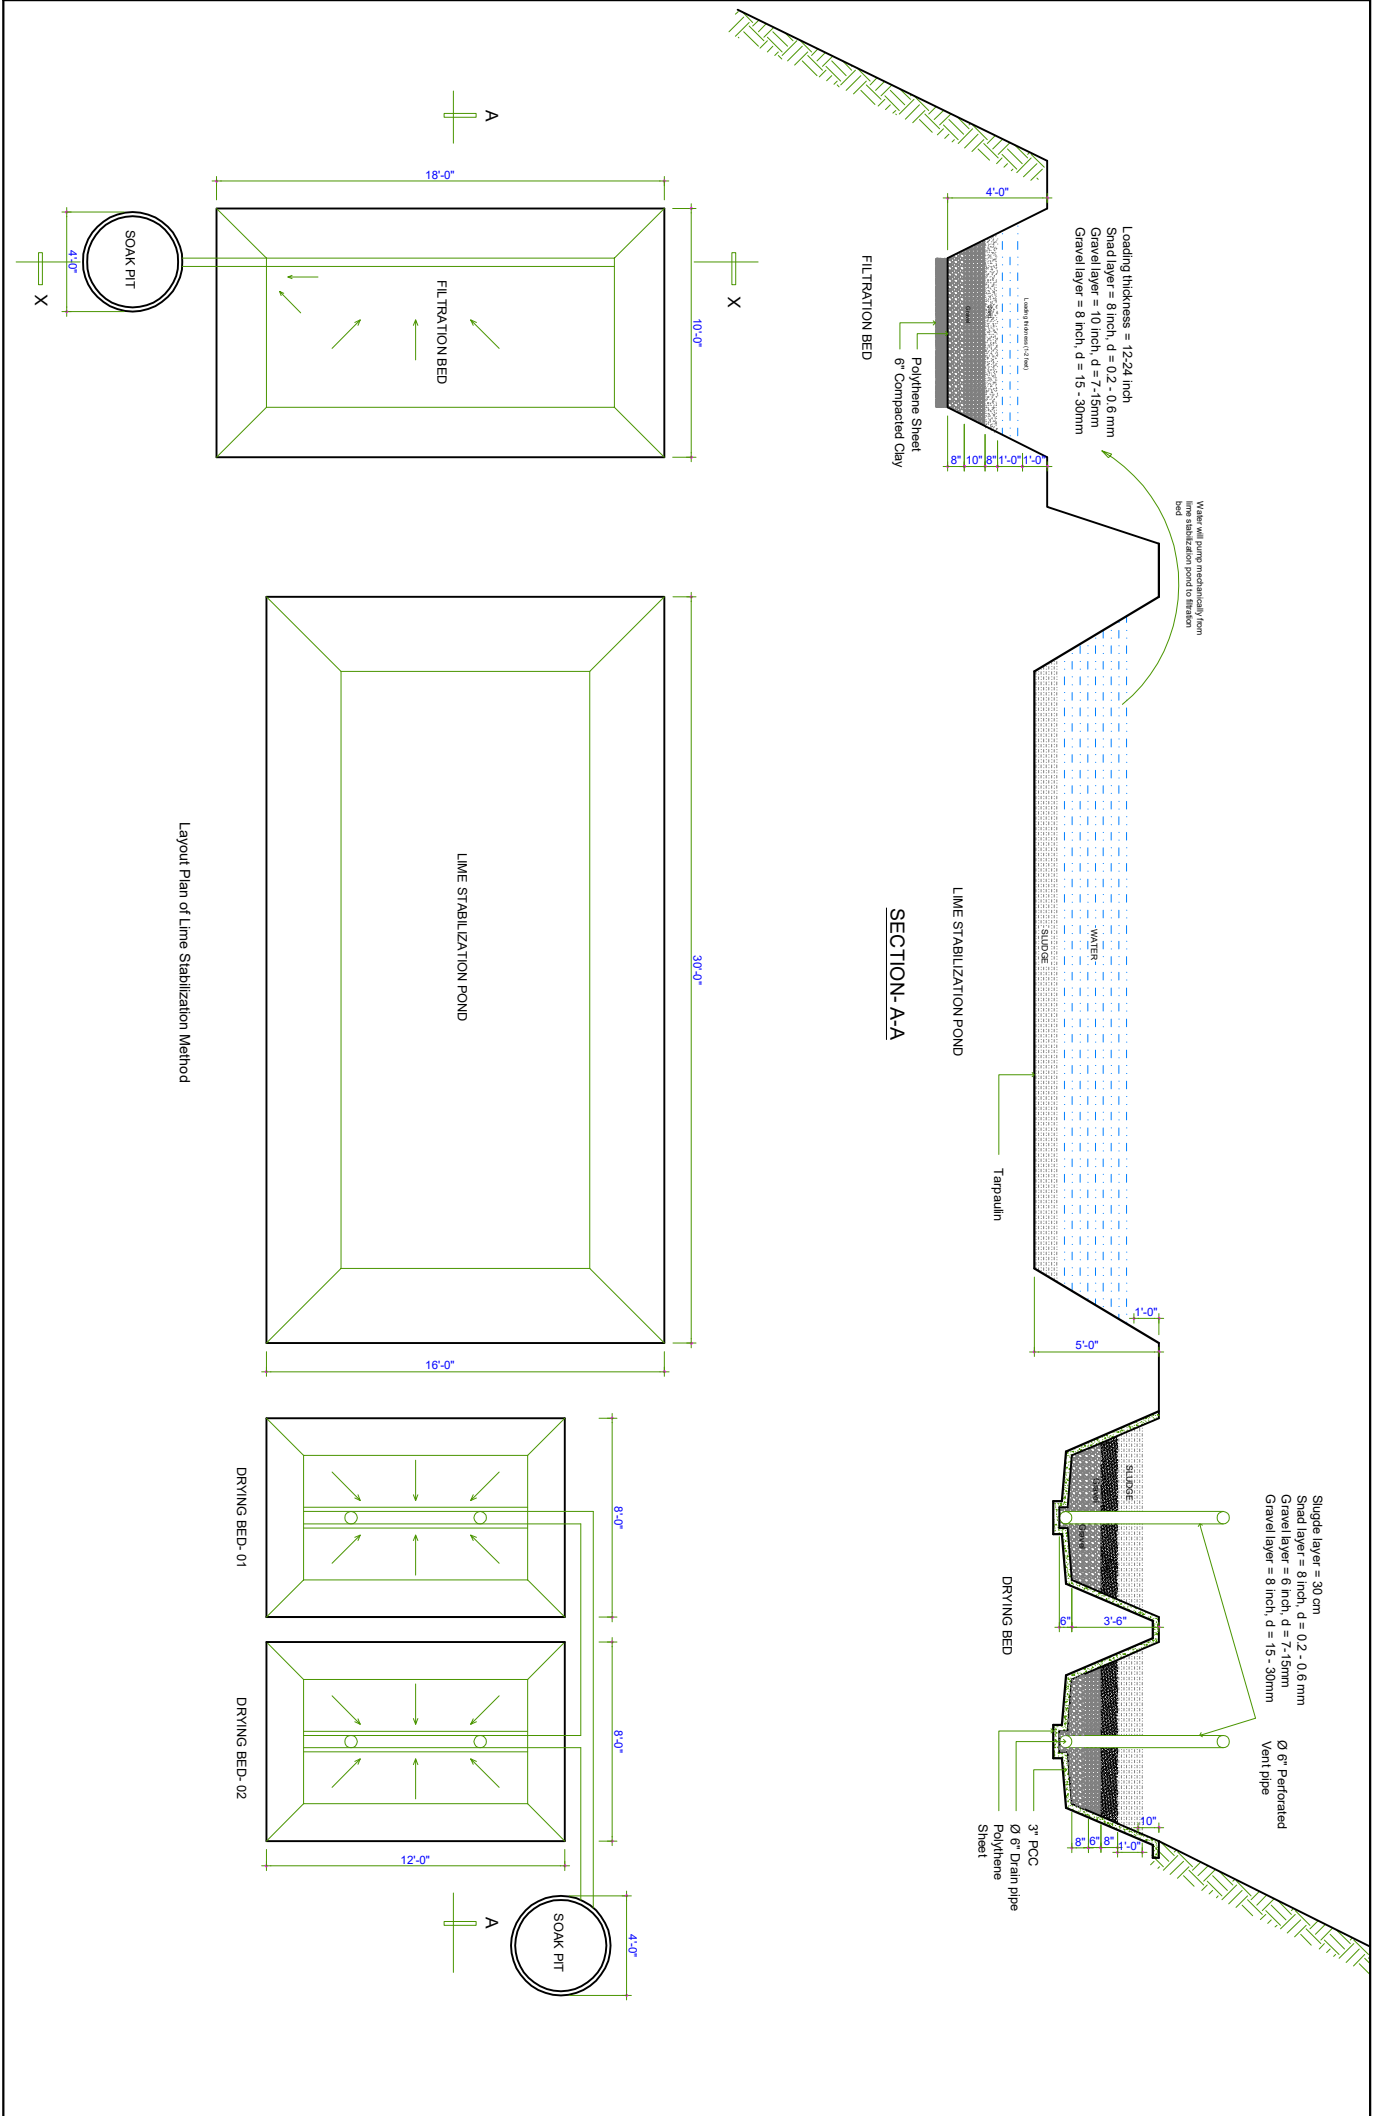 Loading thickness = 12-24 inch
Snad layer = 8 inch, d = 0.2 - 0.6 mm
Gravel layer = 10 inch, d = 7-15mm
Gravel layer = 8 inch, d = 15 - 30mm
Water will pump mechanically from
lime stabilization pond to filtration
bed
Slugde layer = 30 cm
Snad layer = 8 inch, d = 0.2 - 0.6 mm
Gravel layer = 6 inch, d = 7-15mm
Gravel layer = 8 inch, d = 15 - 30mm
Ø 6" Perforated
Vent pipe
4'-0"
Loading thickness (1-2 feet)
Gravel
1'-0"
1'-0"
8"
10"
8"
Polythene Sheet
6" Compacted Clay
FILTRATION BED
WATER
SLUDGE
1'-0"
5'-0"
Tarpaulin
LIME STABILIZATION POND
SECTION- A-A
SLUDGE
Gravel
3'-6"
6"
10"
1'-0"
8"
6"
8"
DRYING BED
3" PCC
Ø 6" Drain pipe
Polythene
Sheet
X
10'-0"
30'-0"
8'-0"
8'-0"
4'-0"
A
18'-0"
FILTRATION BED
LIME STABILIZATION POND
16'-0"
12'-0"
A
SOAK PIT
DRYING BED- 01
DRYING BED- 02
SOAK PIT
4'-0"
X
Layout Plan of Lime Stabilization Method